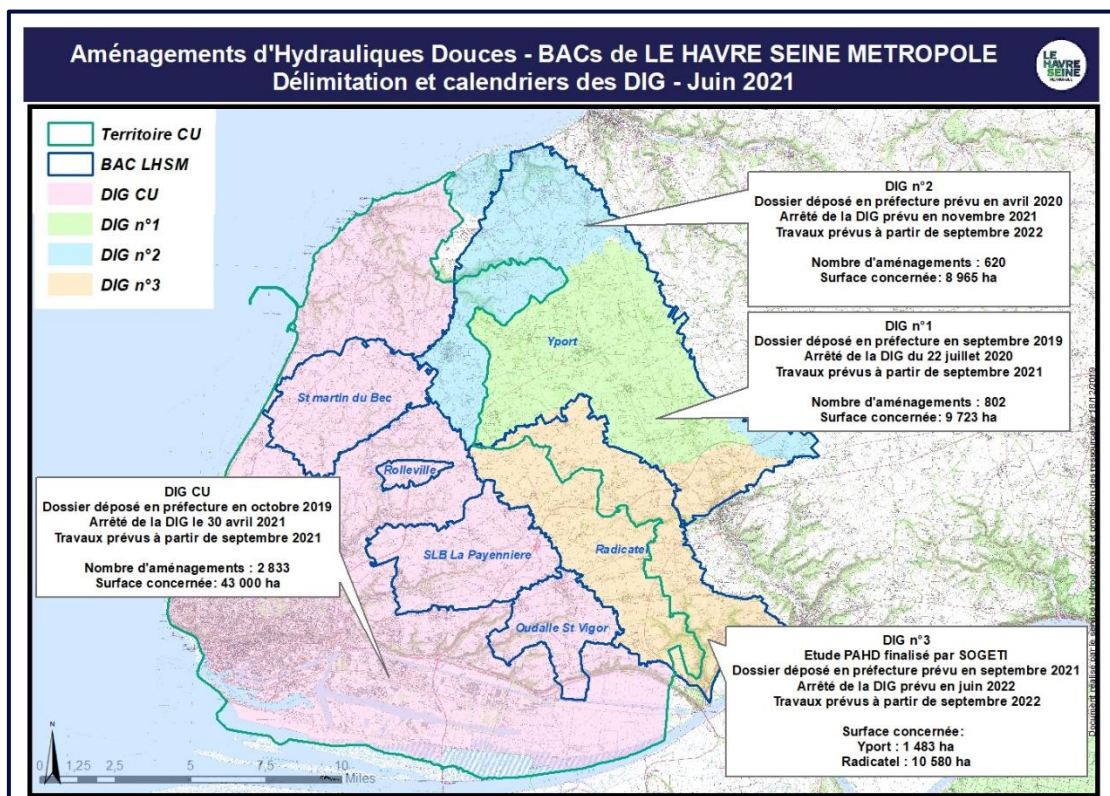 Aménagements d'Hydrauliques Douces - BACs de LE HAVRE SEINE METROPOLE
Délimitation et calendriers des DIG - Juin 2021
LE
HAVRE
SEINE
METROPOLE
Territoire CU
BAC LHSM
DIG CU
DIG n°1
DIG n°2
DIG n°3
DIG n°2
Dossier déposé en préfecture prévu en avril 2020
Arrêté de la DIG prévu en novembre 2021
Travaux prévus à partir de septembre 2022
Nombre d'aménagements : 620
Surface concernée: 8 965 ha
DIG n°1
Dossier déposé en préfecture en septembre 2019
Arrêté de la DIG du 22 juillet 2020
Travaux prévus à partir de septembre 2021
Nombre d'aménagements : 802
Surface concernée: 9 723 ha
Yport
St martin du Bec
Rolleville
SLB La Payenniere
Radicatel
Oudalle St Vigor
DIG CU
Dossier déposé en préfecture en octobre 2019
Arrêté de la DIG le 30 avril 2021
Travaux prévus à partir de septembre 2021
Nombre d'aménagements : 2 833
Surface concernée: 43 000 ha
DIG n°3
Etude PAHD finalisé par SOGETI
Dossier déposé en préfecture prévu en septembre 2021
Arrêté de la DIG prévu en juin 2022
Travaux prévus à partir de septembre 2022
Surface concernée:
Yport : 1 483 ha
Radicatel : 10 580 ha
N
0 1,25 2,5 5 7,5 10
Miles